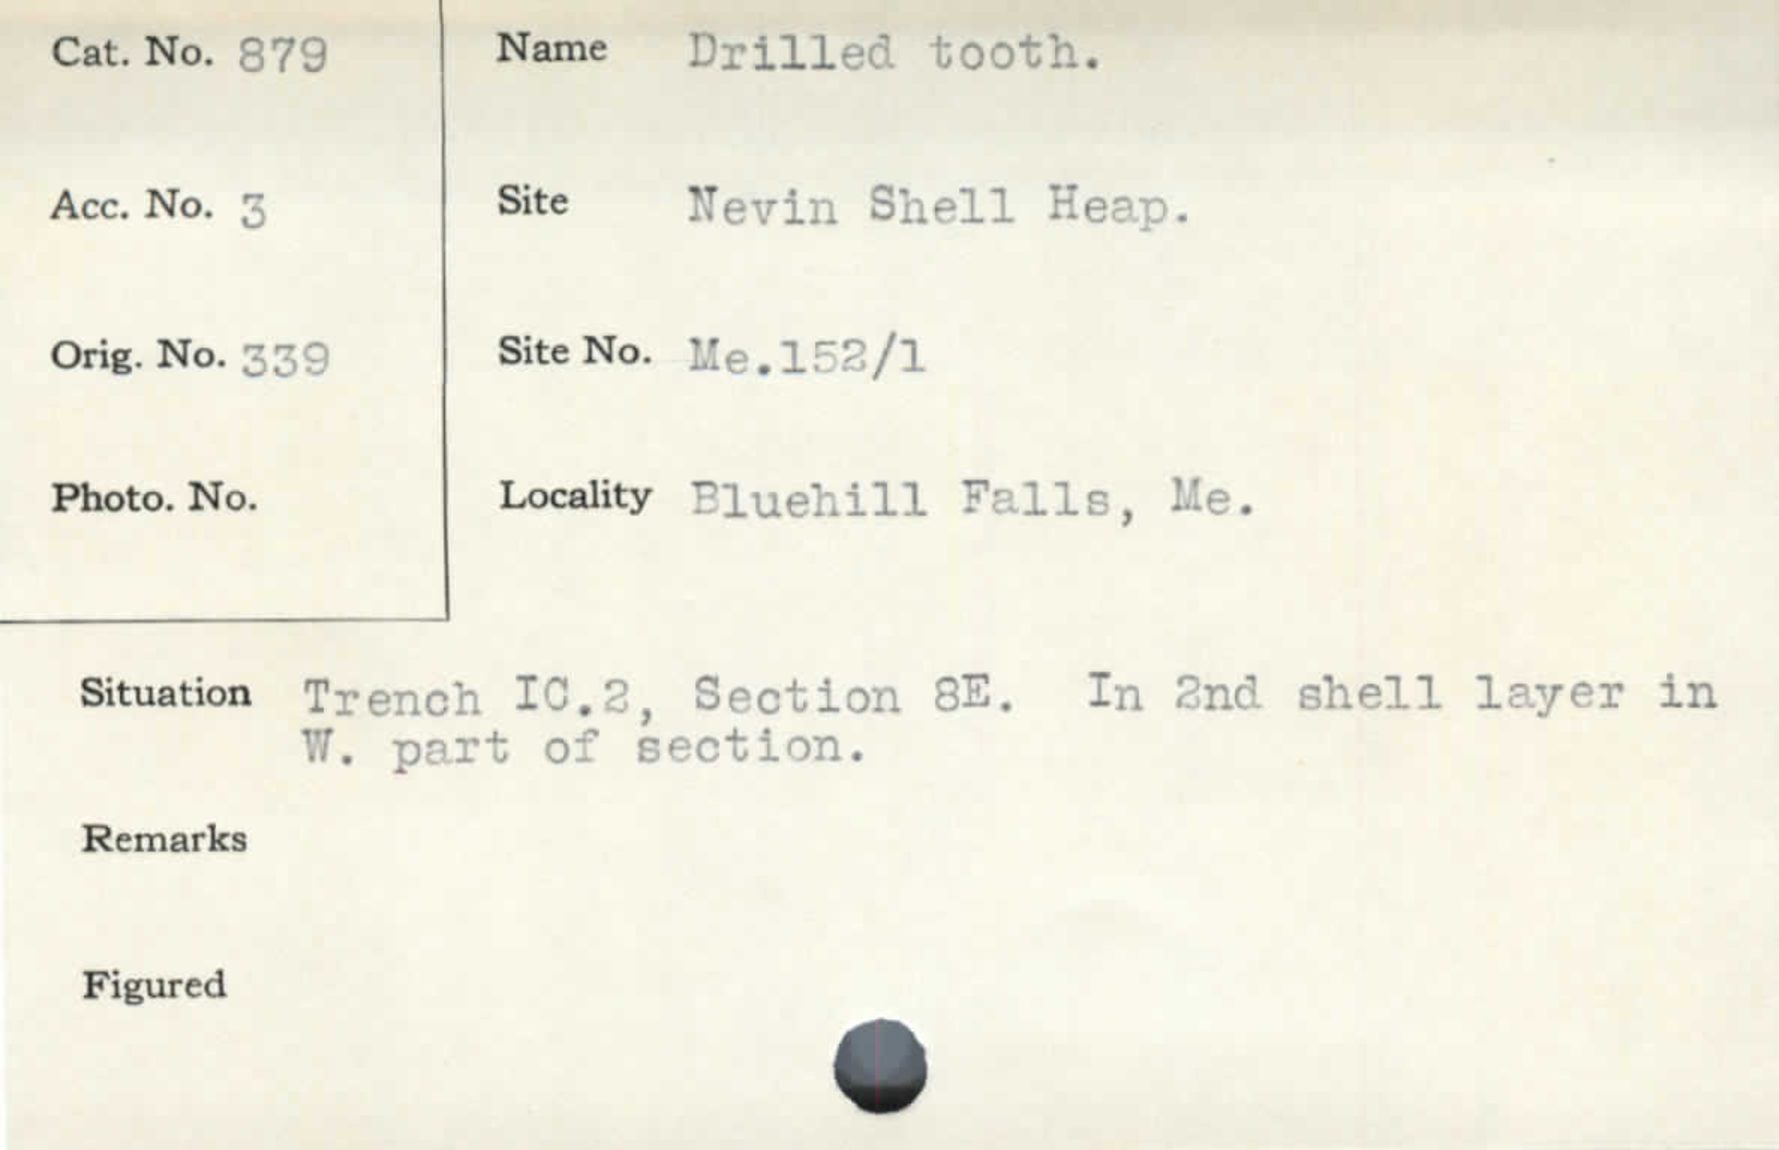 Cat. No. 879
Name Drilled tooth.
Acc. No. 3
Site Nevin Shell Heap.
Orig. No. 339
Site No. Me.152/1
Photo. No.
Locality Bluehill Falls, Me.
Situation Trench IC.2, Section 8E. In 2nd shell layer in
W. part of section.
Remarks
Figured